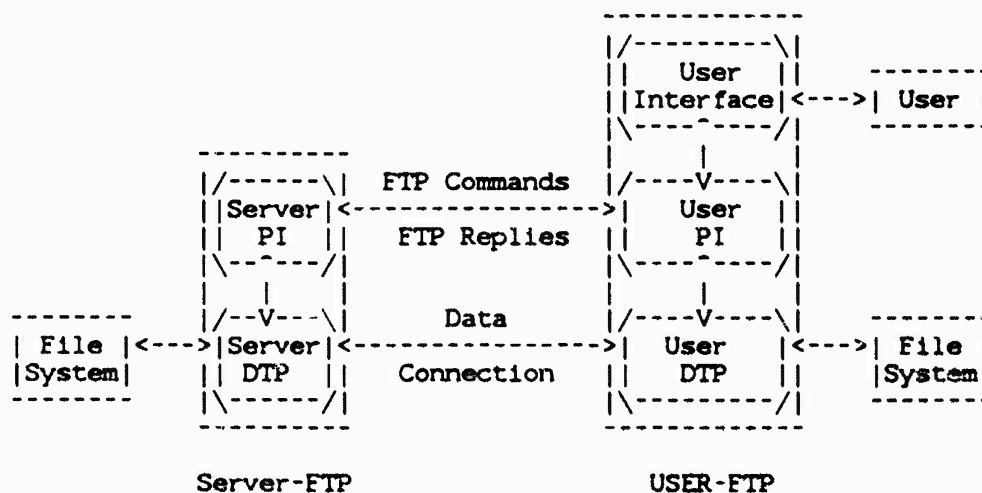 User
Interface
User
FTP Commands
Server
PI
User
PI
FTP Replies
Data
File
System
Server
DTP
User
DTP
File
System
Connection
Server-FTP
USER-FTP